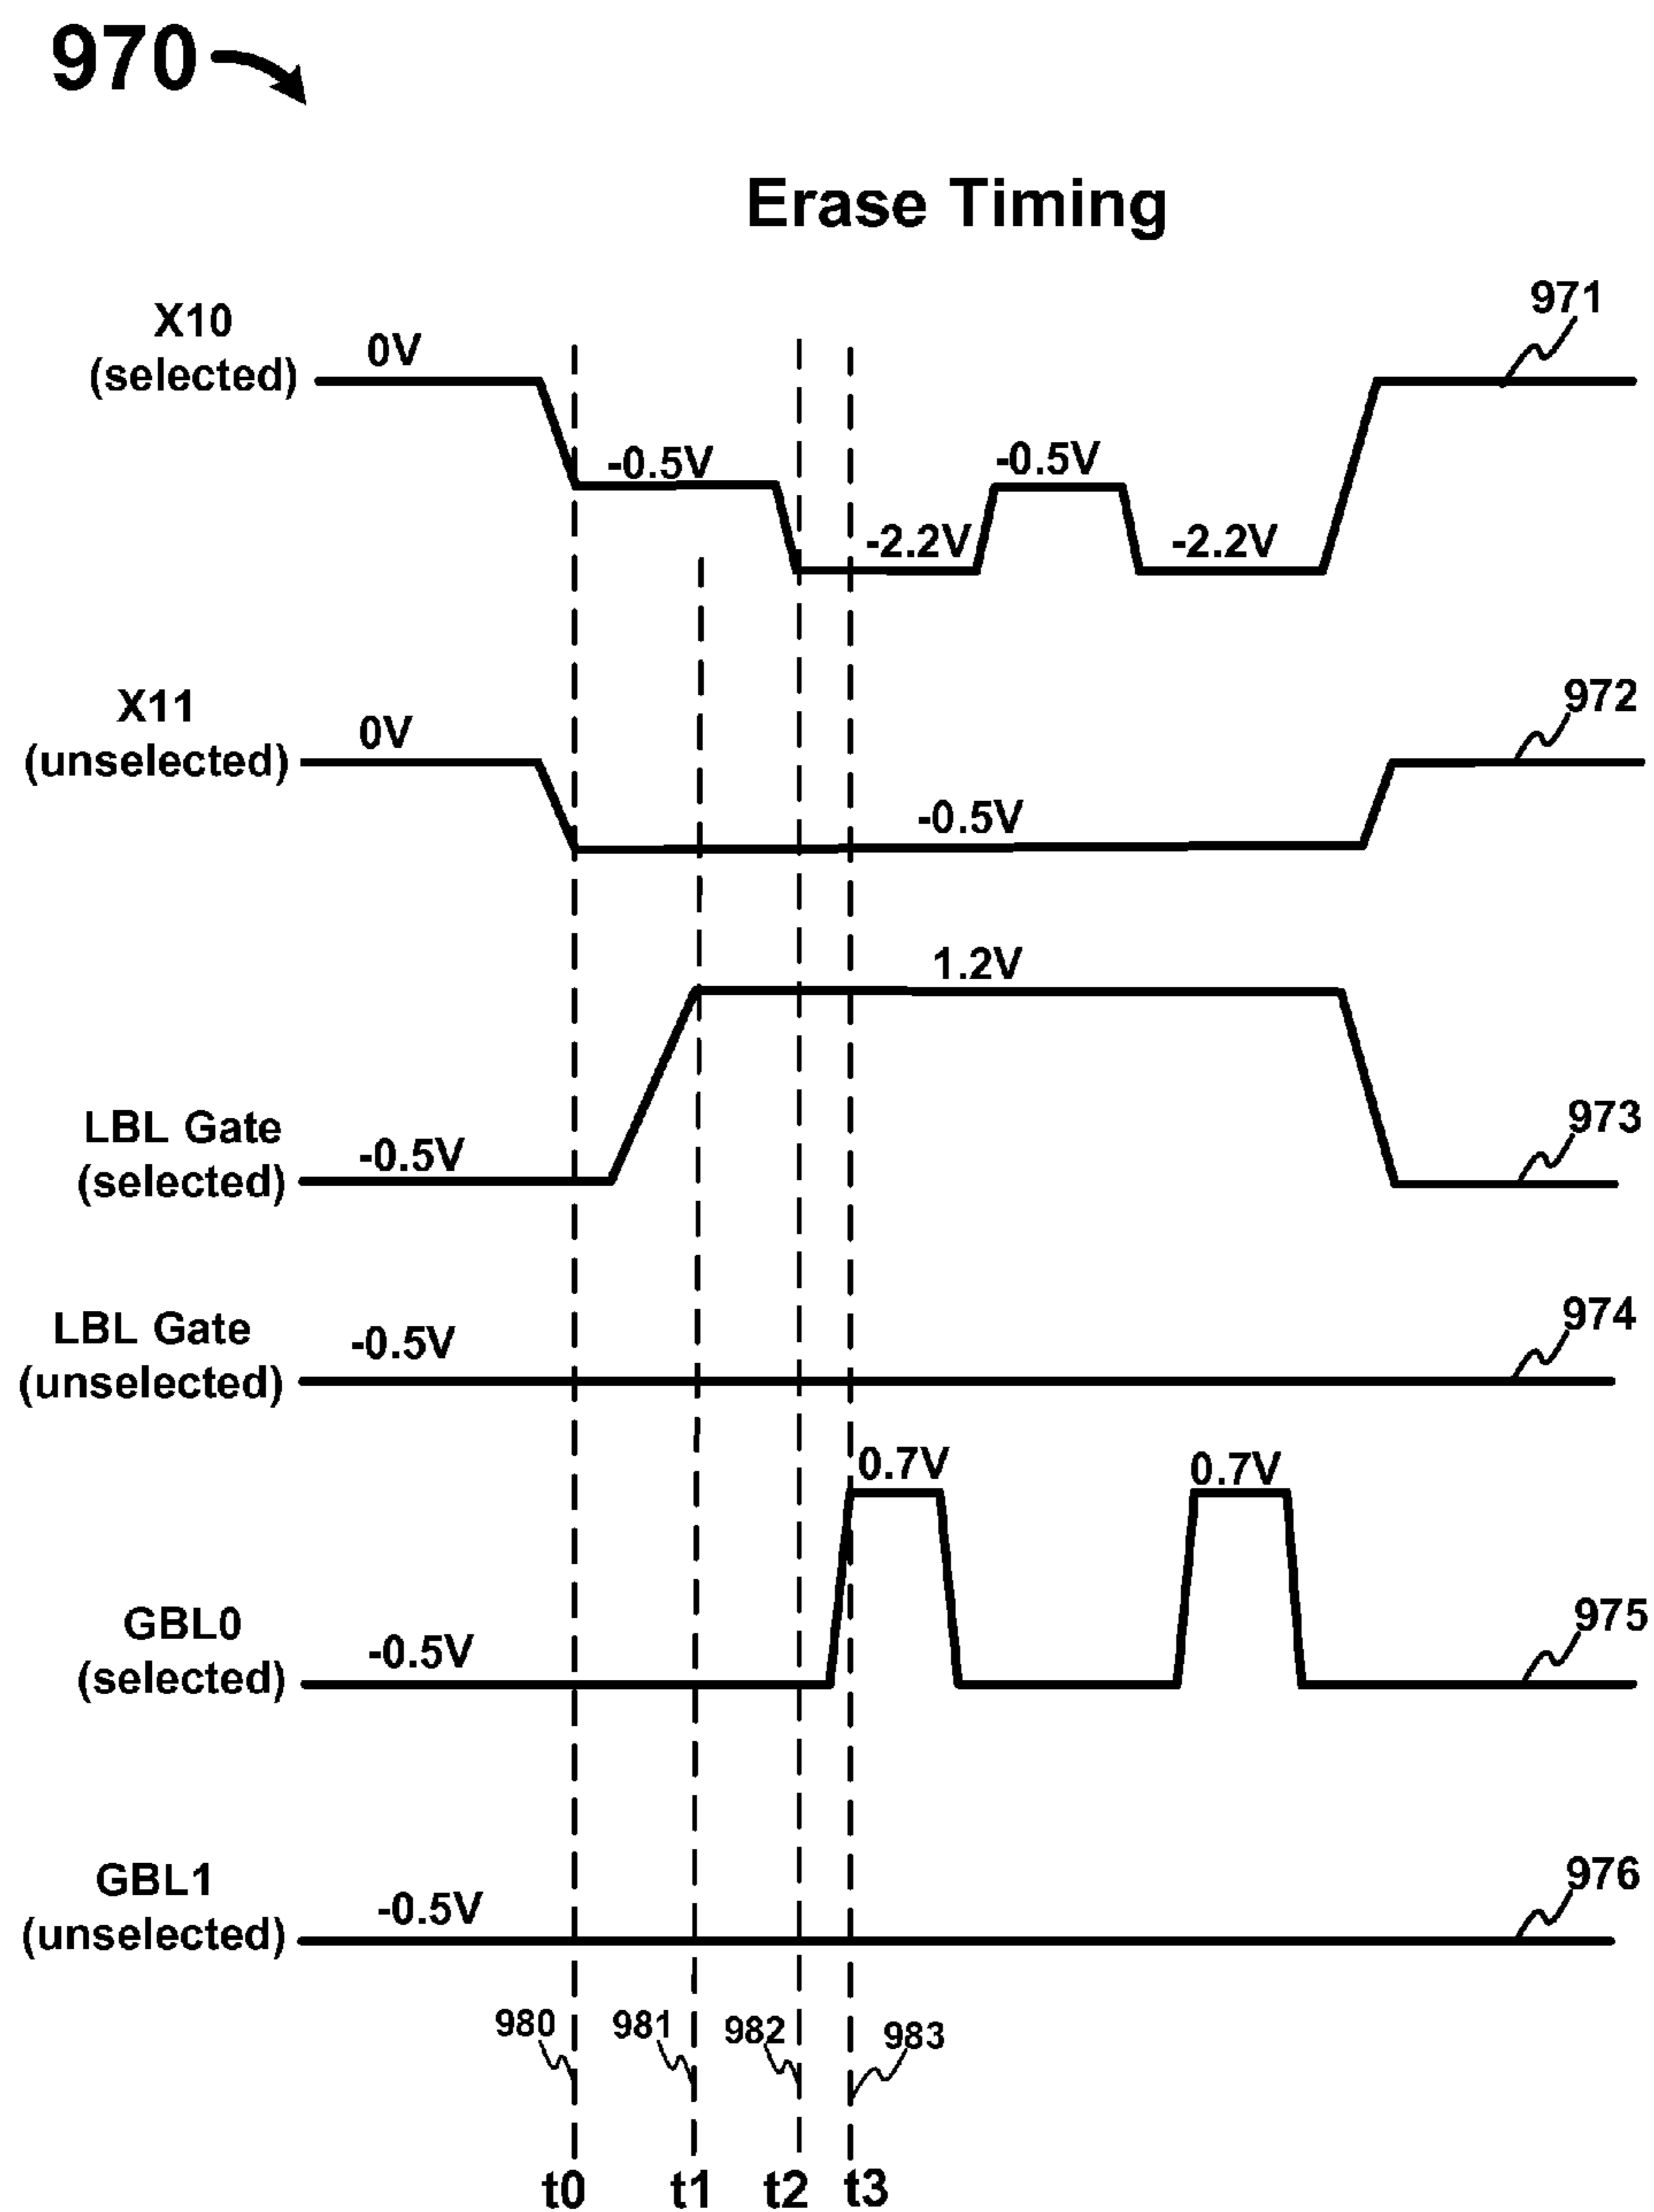 970
Erase Timing
X10
(selected)
0V
-0.5V
-2.2V
-0.5V
-2.2V
971
X11
(unselected)
0V
-0.5V
972
LBL Gate
(selected)
-0.5V
1.2V
973
LBL Gate
(unselected)
-0.5V
974
GBL0
(selected)
-0.5V
0.7V
0.7V
975
GBL1
(unselected)
-0.5V
976
980
981
982
983
t0
t1
t2
t3